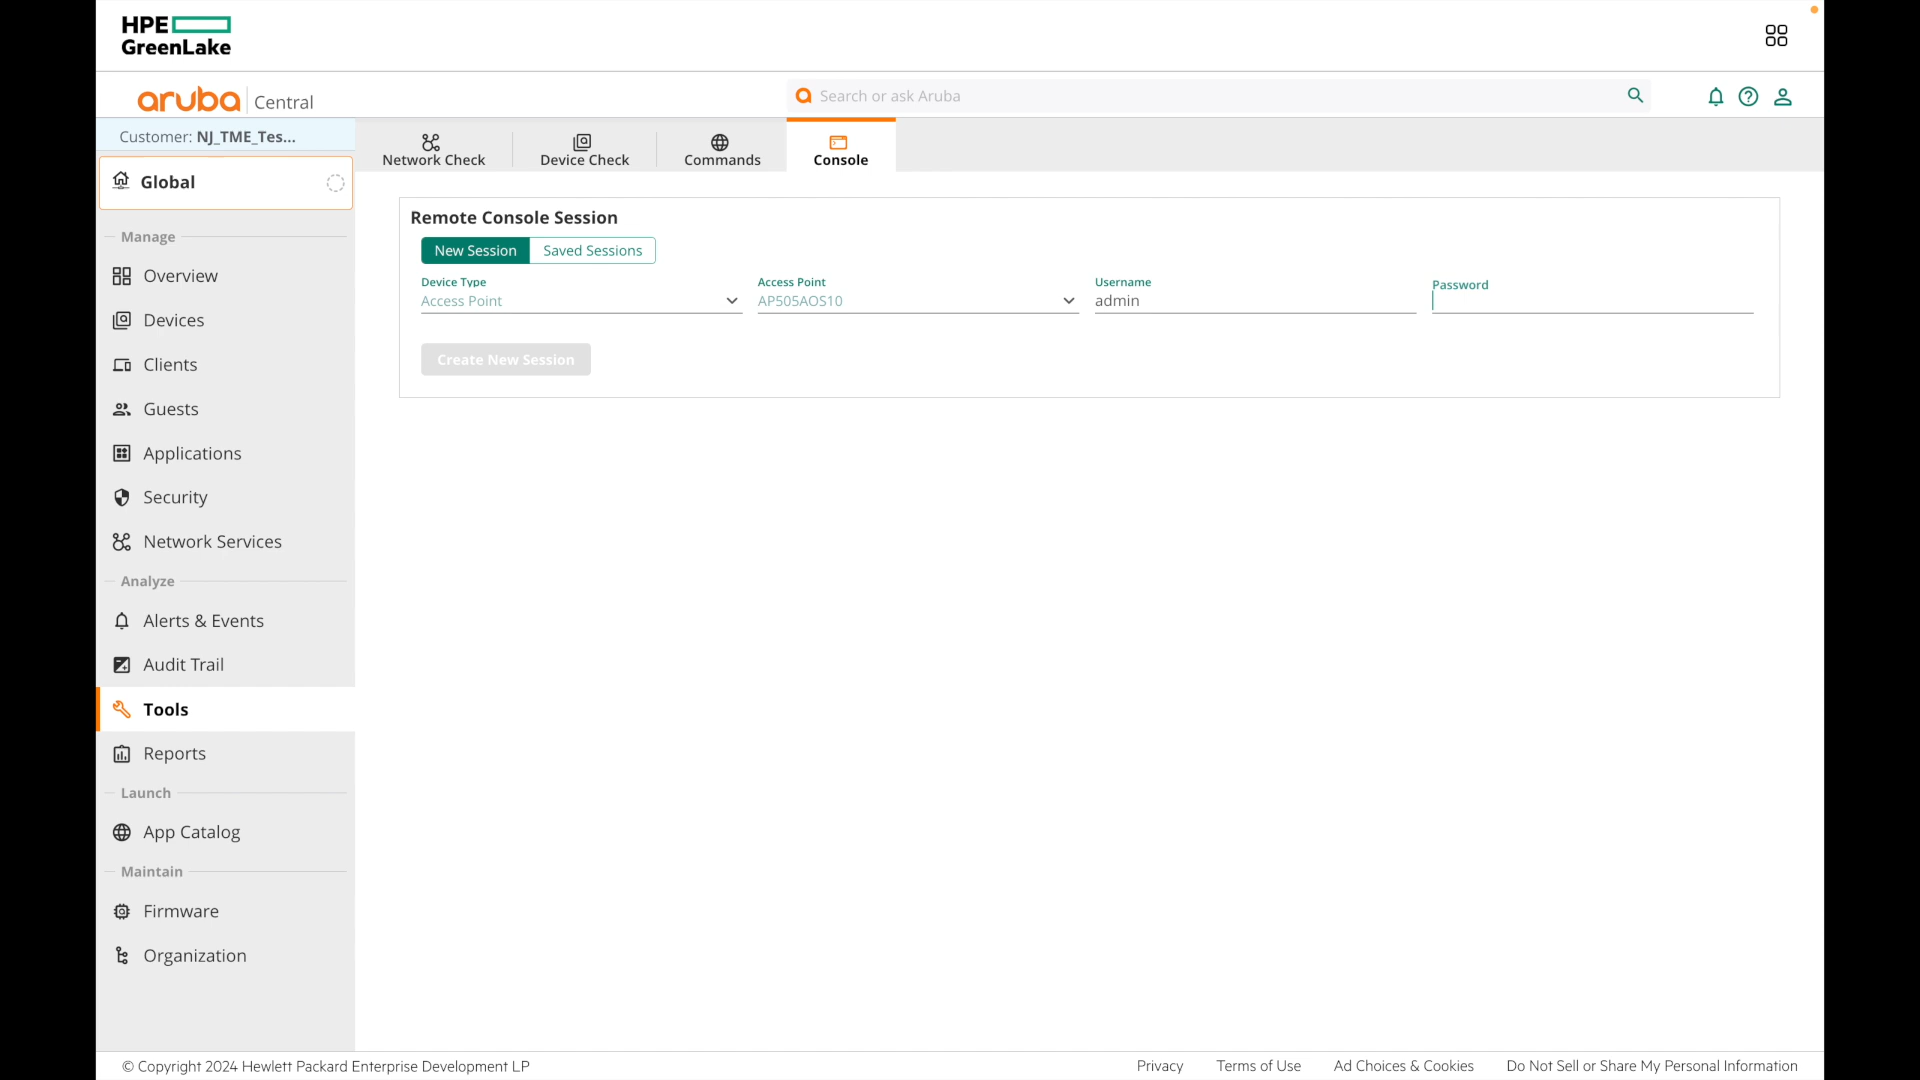 HPE
GreenLake
aruba Central
Search or ask Aruba
Customer: NJ_TME_Tes...
Global
Network Check
Device Check
Commands
Console
Remote Console Session
New Session
Saved Sessions
Device Type
Access Point
Access Point
AP505AOS10
Username
admin
Password
Create New Session
Manage
Overview
Devices
Clients
Guests
Applications
Security
Network Services
Analyze
Alerts & Events
Audit Trail
Tools
Reports
Launch
App Catalog
Maintain
Firmware
Organization
© Copyright 2024 Hewlett Packard Enterprise Development LP
Privacy
Terms of Use
Ad Choices & Cookies
Do Not Sell or Share My Personal Information